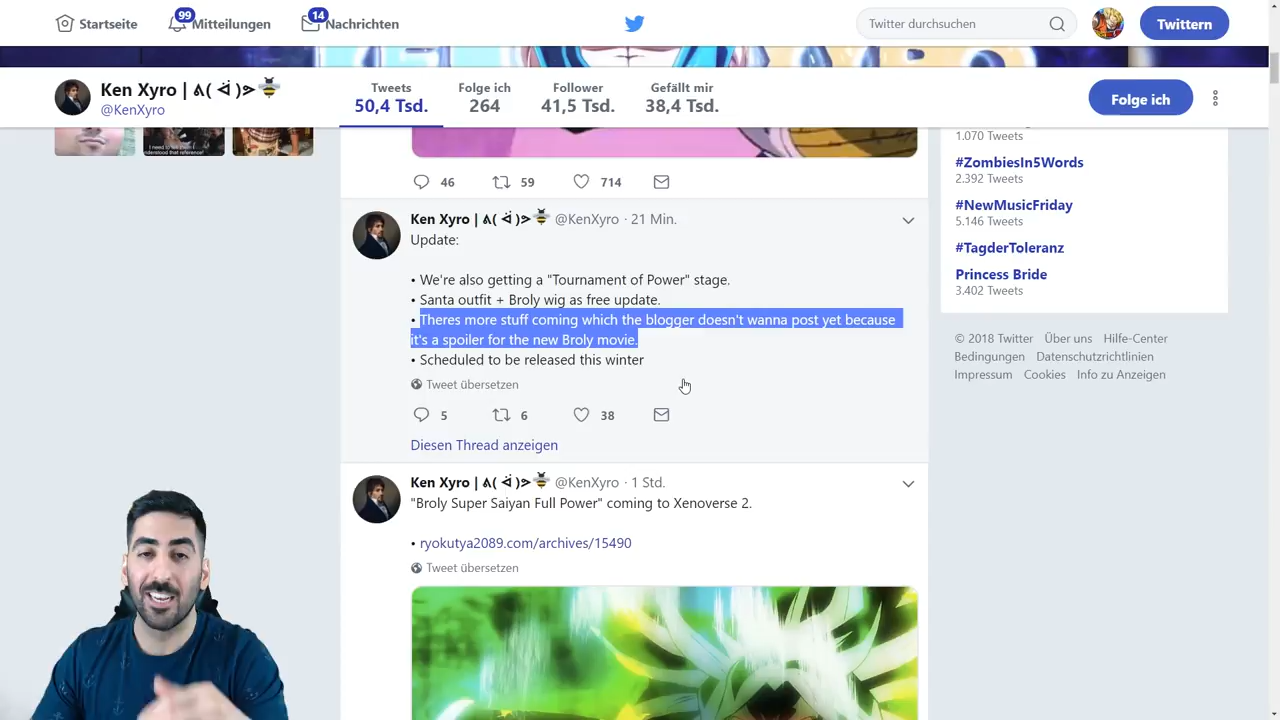 Startseite
99
Mitteilungen
14
Nachrichten
Twitter durchsuchen
Twittern
Ken Xyro | ᕕ( ᐛ )ᕗ🐝
@KenXyro
Tweets
50,4 Tsd.
Folge ich
264
Follower
41,5 Tsd.
Gefällt mir
38,4 Tsd.
Folge ich
46
59
714
Ken Xyro | ᕕ( ᐛ )ᕗ🐝 @KenXyro · 21 Min.
Update:
• We're also getting a "Tournament of Power" stage.
• Santa outfit + Broly wig as free update.
• Theres more stuff coming which the blogger doesn't wanna post yet because
it's a spoiler for the new Broly movie.
• Scheduled to be released this winter
Tweet übersetzen
5
6
38
Diesen Thread anzeigen
Ken Xyro | ᕕ( ᐛ )ᕗ🐝 @KenXyro · 1 Std.
"Broly Super Saiyan Full Power" coming to Xenoverse 2.
• ryokutya2089.com/archives/15490
Tweet übersetzen
1.070 Tweets
#ZombiesIn5Words
2.392 Tweets
#NewMusicFriday
5.146 Tweets
#TagderToleranz
Princess Bride
3.402 Tweets
© 2018 Twitter Über uns Hilfe-Center
Bedingungen Datenschutzrichtlinien
Impressum Cookies Info zu Anzeigen